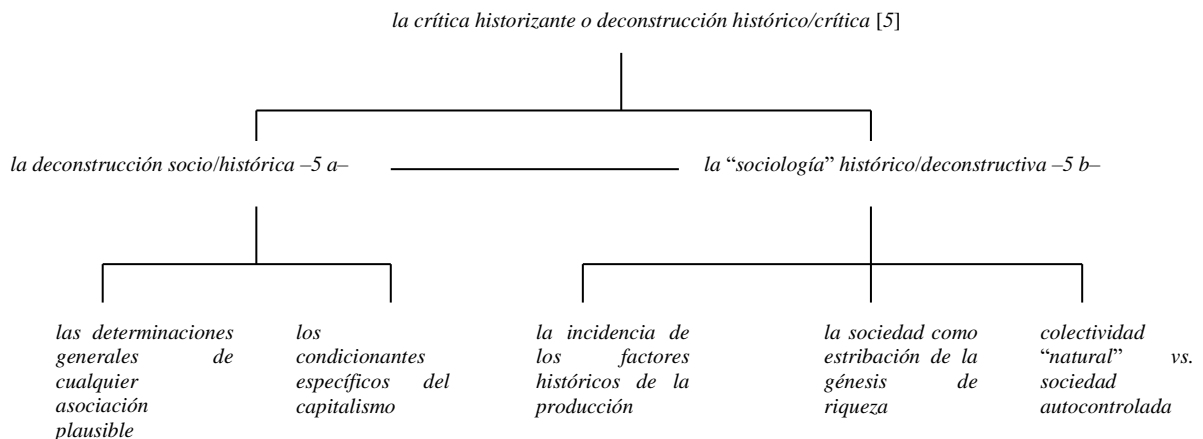 la crítica historizante o deconstrucción histórico/crítica [5]
la deconstrucción socio/histórica –5 a–
la “sociología” histórico/deconstructiva –5 b–
las determinaciones
generales de
cualquier
asociación
plausible
los
condicionantes
específicos del
capitalismo
la incidencia de
los factores
históricos de la
producción
la sociedad como
estribación de la
génesis de
riqueza
colectividad
“natural” vs.
sociedad
autocontrolada